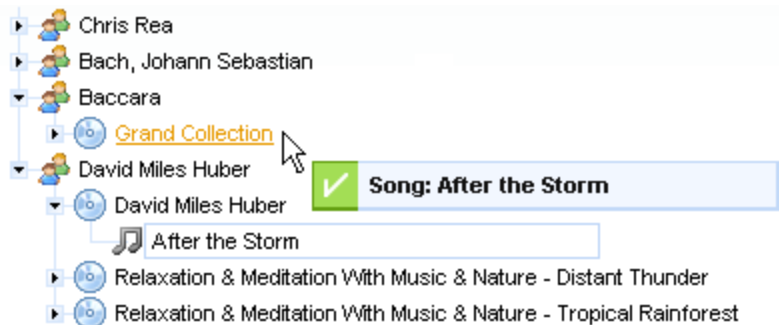 Chris Rea
Bach, Johann Sebastian
Baccara
Grand Collection
David Miles Huber
Song: After the Storm
David Miles Huber
After the Storm
Relaxation & Meditation With Music & Nature - Distant Thunder
Relaxation & Meditation With Music & Nature - Tropical Rainforest